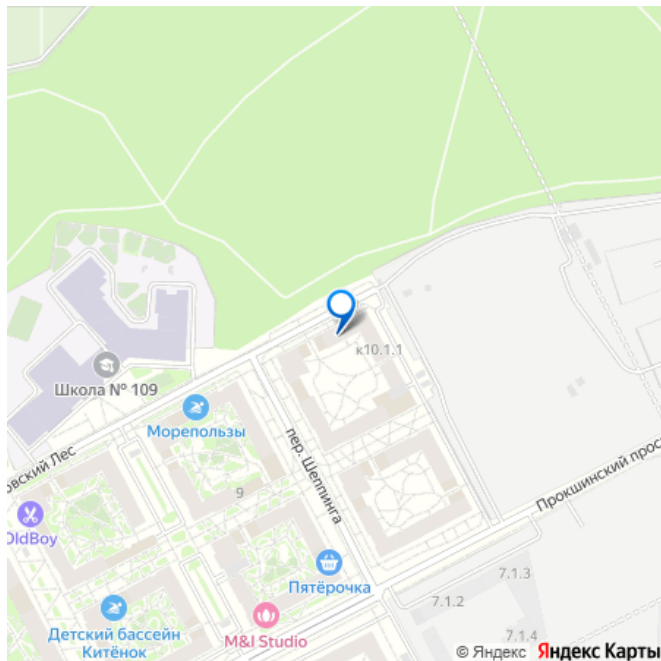 к10.1.1
Школа № 109
Морепользы
пер. Шеппинга
овский Лес
9
Прокшинский прос
OldBoy
Пятёрочка
7.1.3
7.1.2
Детский бассейн
Китёнок
M&I Studio
7.1.4
© Яндекс Яндекс Карты